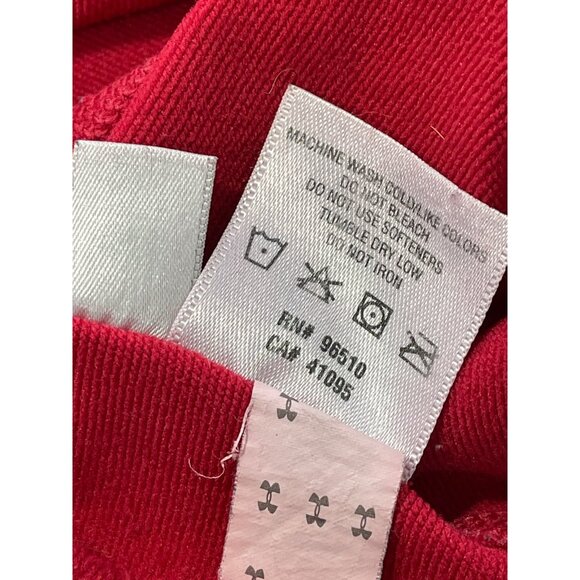 MACHINE WASH COLD/LIKE COLORS
DO NOT BLEACH
DO NOT USE SOFTENERS
TUMBLE DRY LOW
DO NOT IRON
RN# 96510
CA# 41095